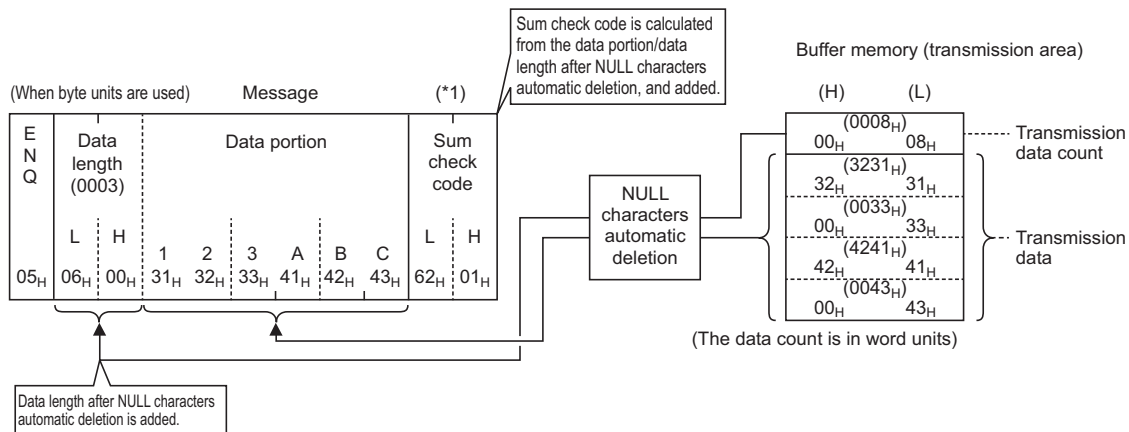 Sum check code is calculated
from the data portion/data
length after NULL characters
automatic deletion, and added.
Buffer memory (transmission area)
(When byte units are used) Message (*1)
(H) (L)
E
N
Q
Data
length
(0003)
Data portion
Sum
check
code
L H
1 2 3 A B C
L H
05H 06H 00H 31H 32H 33H 41H 42H 43H 62H 01H
NULL
characters
automatic
deletion
(0008H)
00H 08H
(3231H)
32H 31H
(0033H)
00H 33H
(4241H)
42H 41H
(0043H)
00H 43H
Transmission
data count
Transmission
data
(The data count is in word units)
Data length after NULL characters
automatic deletion is added.